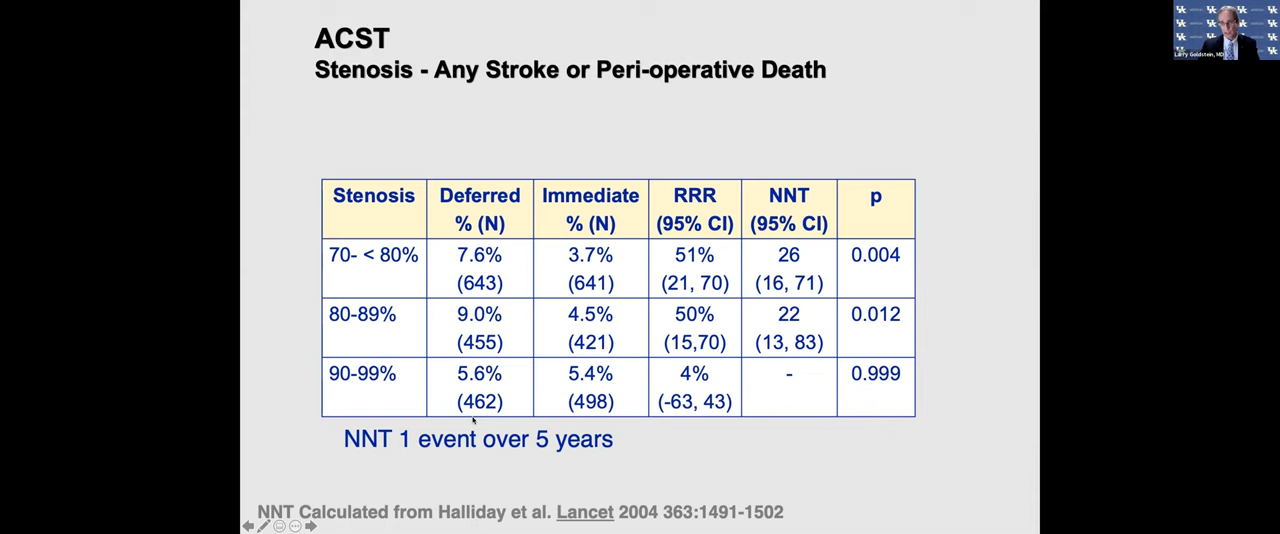 ACST
Stenosis - Any Stroke or Peri-operative Death
Larry Goldstein, MD
Stenosis Deferred % (N) Immediate % (N) RRR (95% CI) NNT (95% CI) p
70- < 80% 7.6% (643) 3.7% (641) 51% (21, 70) 26 (16, 71) 0.004
80-89% 9.0% (455) 4.5% (421) 50% (15,70) 22 (13, 83) 0.012
90-99% 5.6% (462) 5.4% (498) 4% (-63, 43) - 0.999
NNT 1 event over 5 years
NNT Calculated from Halliday et al. Lancet 2004 363:1491-1502